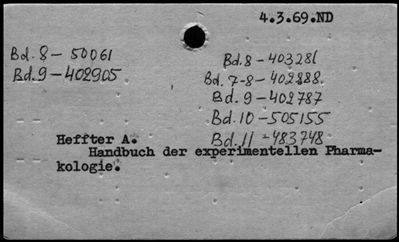 4.3.69.ND
Bd.8 - 50061
Bd.9 - 402905
Bd.8 - 403281
Bd.7-8 - 402888.
Bd.9 - 402787
Bd.10 - 505155
Bd.11 - 483748
Heffter A.
Handbuch der experimentellen Pharma-
kologie.